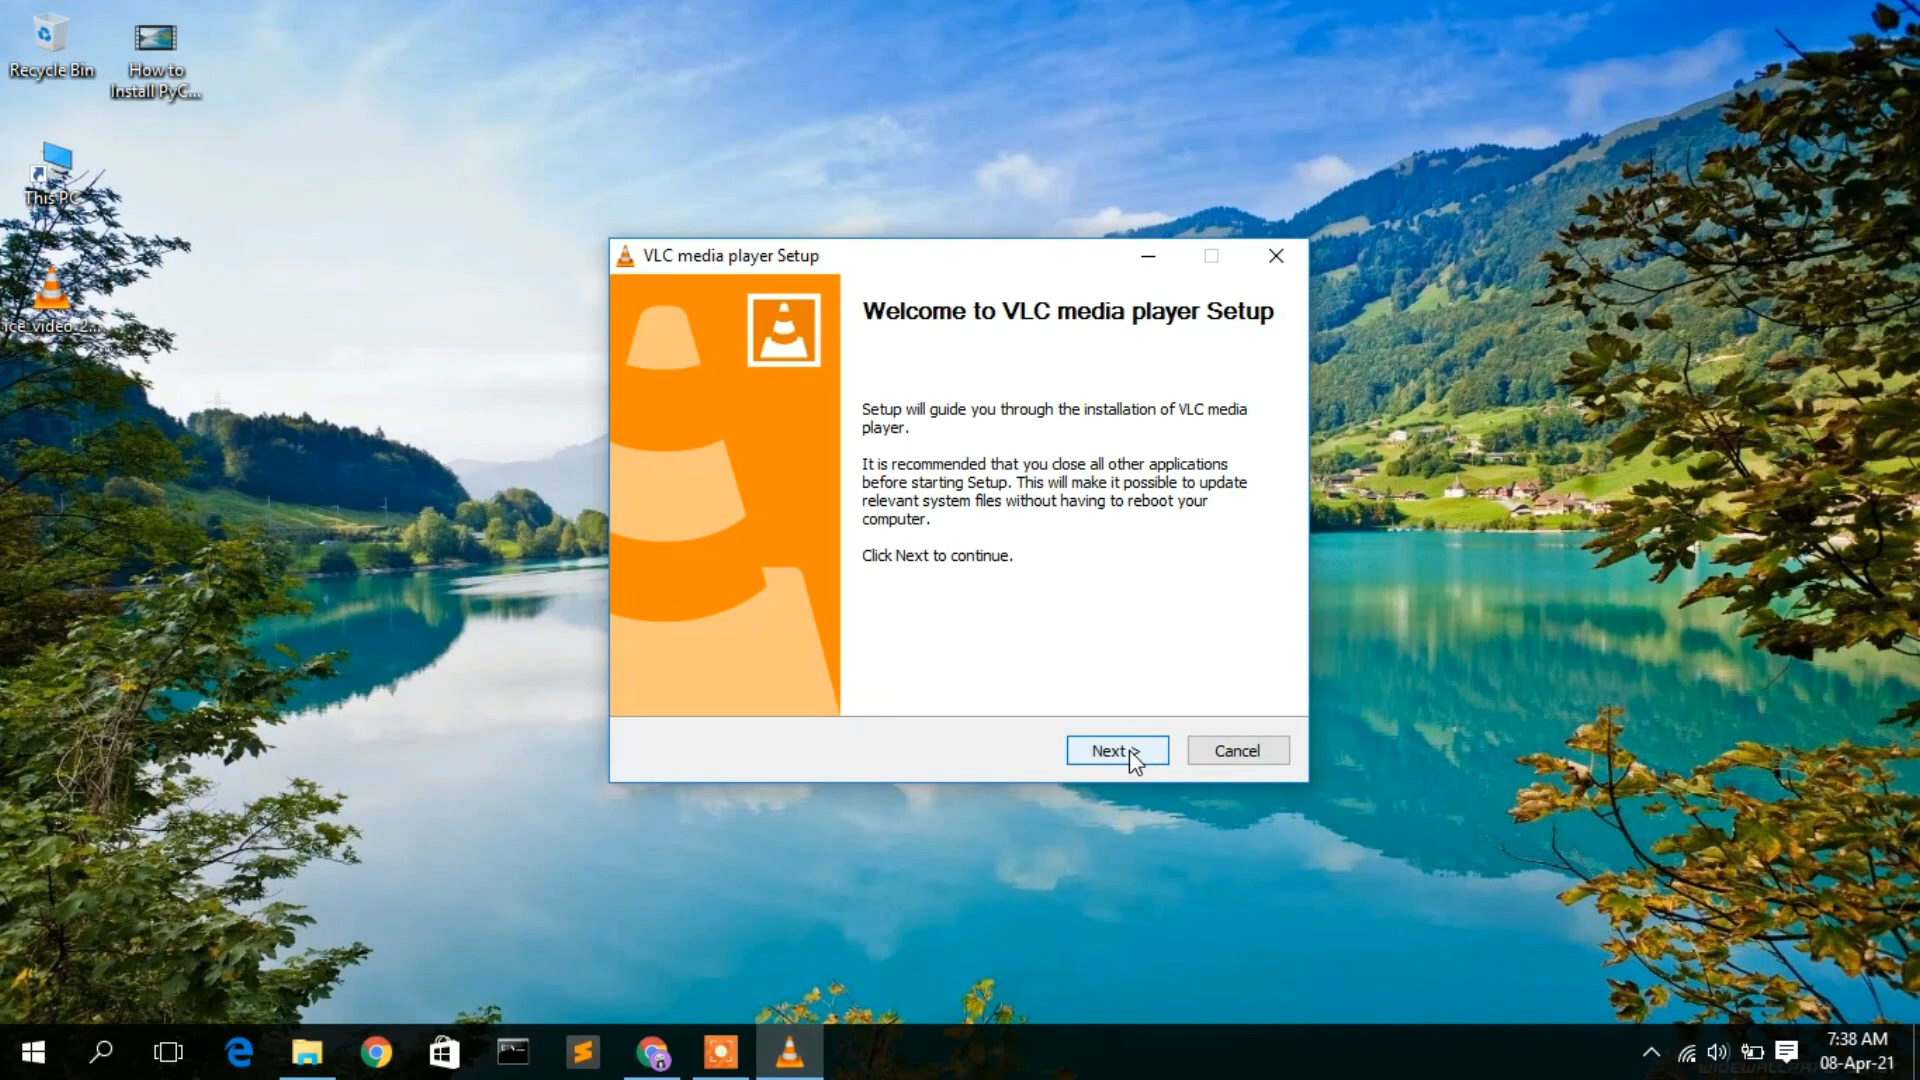 Recycle Bin
How to
Install PyC...
This PC
ice_video_2...
VLC media player Setup
Welcome to VLC media player Setup
Setup will guide you through the installation of VLC media
player.
It is recommended that you close all other applications
before starting Setup. This will make it possible to update
relevant system files without having to reboot your
computer.
Click Next to continue.
Next >
Cancel
7:38 AM
08-Apr-21